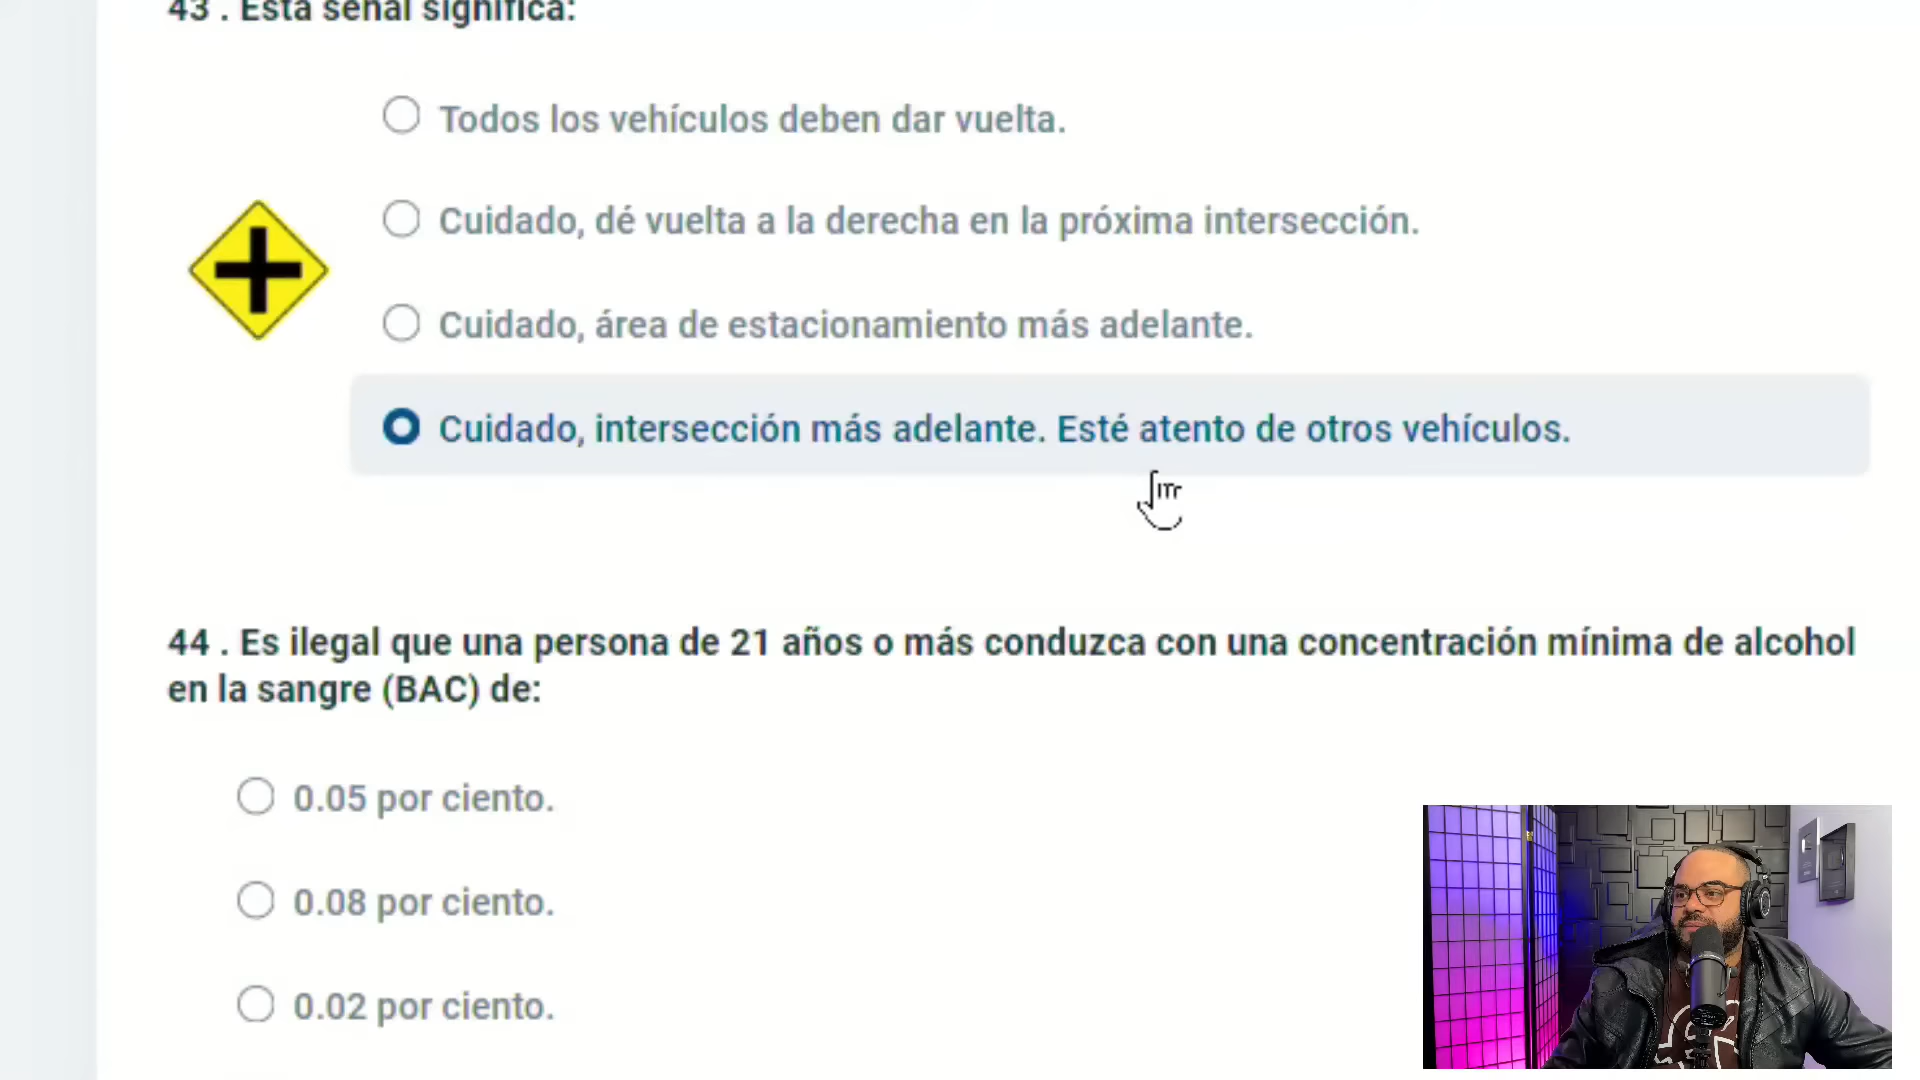 43 . Esta señal significa:
Todos los vehículos deben dar vuelta.
Cuidado, dé vuelta a la derecha en la próxima intersección.
Cuidado, área de estacionamiento más adelante.
Cuidado, intersección más adelante. Esté atento de otros vehículos.
44 . Es ilegal que una persona de 21 años o más conduzca con una concentración mínima de alcohol
en la sangre (BAC) de:
0.05 por ciento.
0.08 por ciento.
0.02 por ciento.